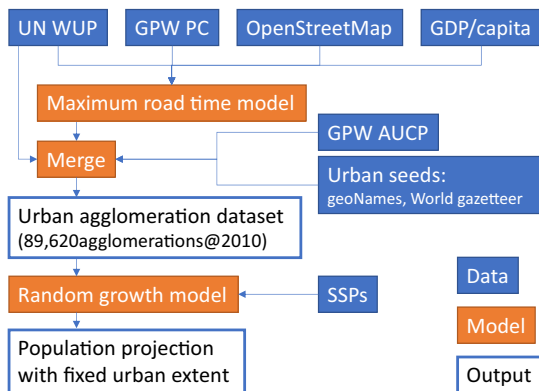 UN WUP
GPW PC
OpenStreetMap
GDP/capita
Maximum road time model
GPW AUCP
Merge
Urban seeds:
geoNames, World gazetteer
Urban agglomeration dataset
(89,620agglomerations@2010)
Data
Random growth model
SSPs
Model
Population projection
with fixed urban extent
Output